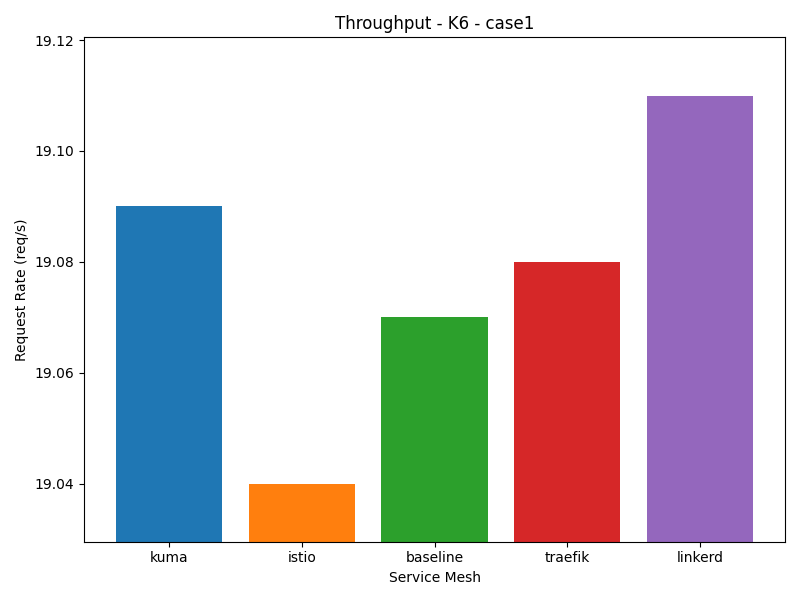 Throughput - K6 - case1
19.12
19.10
19.08
19.06
19.04
Request Rate (req/s)
kuma istio baseline traefik linkerd
Service Mesh